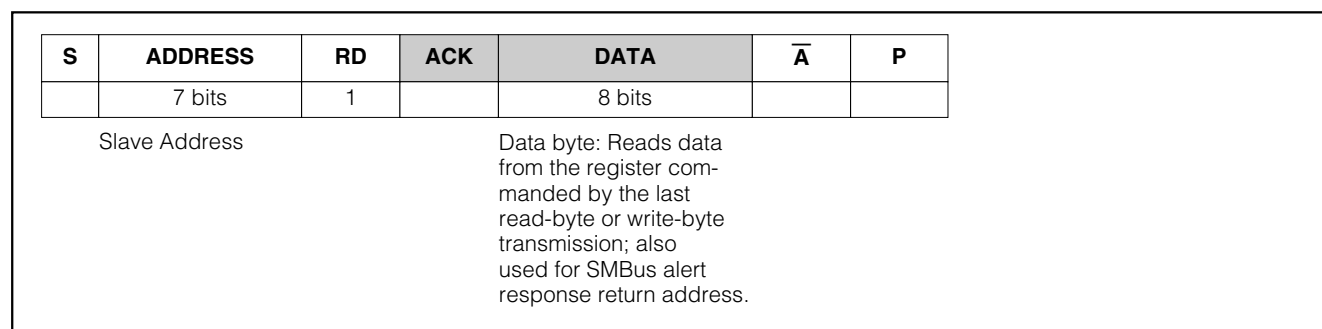 S ADDRESS RD ACK DATA A̅ P
7 bits 1 8 bits
Slave Address
Data byte: Reads data
from the register com-
manded by the last
read-byte or write-byte
transmission; also
used for SMBus alert
response return address.